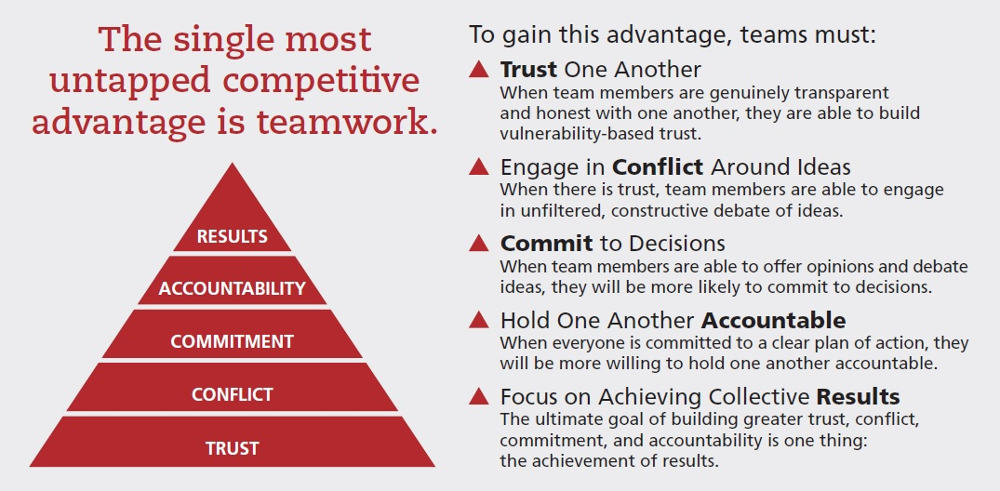 The single most
untapped competitive
advantage is teamwork.
RESULTS
ACCOUNTABILITY
COMMITMENT
CONFLICT
TRUST
To gain this advantage, teams must:
Trust One Another
When team members are genuinely transparent
and honest with one another, they are able to build
vulnerability-based trust.
Engage in Conflict Around Ideas
When there is trust, team members are able to engage
in unfiltered, constructive debate of ideas.
Commit to Decisions
When team members are able to offer opinions and debate
ideas, they will be more likely to commit to decisions.
Hold One Another Accountable
When everyone is committed to a clear plan of action, they
will be more willing to hold one another accountable.
Focus on Achieving Collective Results
The ultimate goal of building greater trust, conflict,
commitment, and accountability is one thing:
the achievement of results.